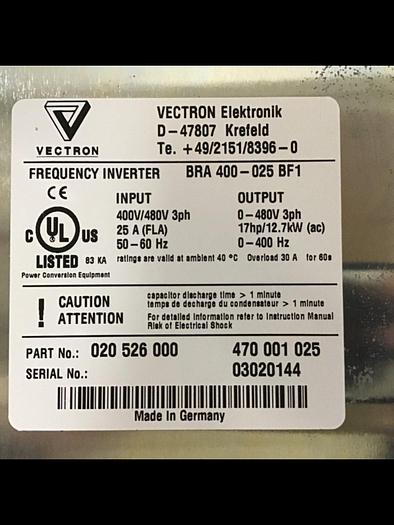 VECTRON
VECTRON Elektronik
D-47807 Krefeld
Te. +49/2151/8396-0
FREQUENCY INVERTER BRA 400-025 BF1
CE
INPUT OUTPUT
400V/480V 3ph 0-480V 3ph
25 A (FLA) 17hp/12.7kW (ac)
50-60 Hz 0-400 Hz
C UL US
LISTED 83 KA
Power Conversion Equipment
ratings are valid at ambient 40 °C Overload 30 A for 60s
! CAUTION
ATTENTION
capacitor discharge time > 1 minute
temps de decharge du condensateur > 1 minute
For detailed information refer to Instruction Manual
Risk of Electrical Shock
PART No.: 020 526 000 470 001 025
SERIAL No.: 03020144
Made in Germany